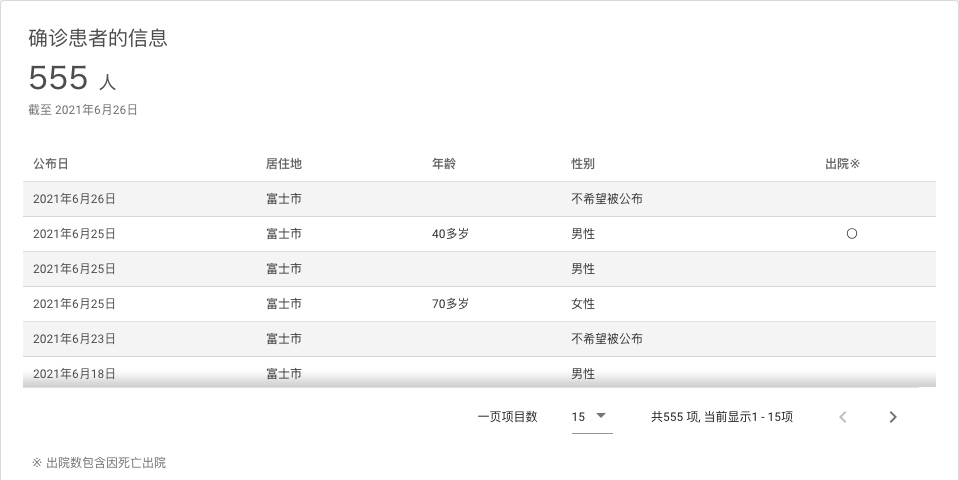 确诊患者的信息
555 人
截至 2021年6月26日
公布日 居住地 年龄 性别 出院※
2021年6月26日 富士市 不希望被公布
2021年6月25日 富士市 40多岁 男性 〇
2021年6月25日 富士市 男性
2021年6月25日 富士市 70多岁 女性
2021年6月23日 富士市 不希望被公布
2021年6月18日 富士市 男性
一页项目数 15 共555 项, 当前显示1 - 15项
※ 出院数包含因死亡出院